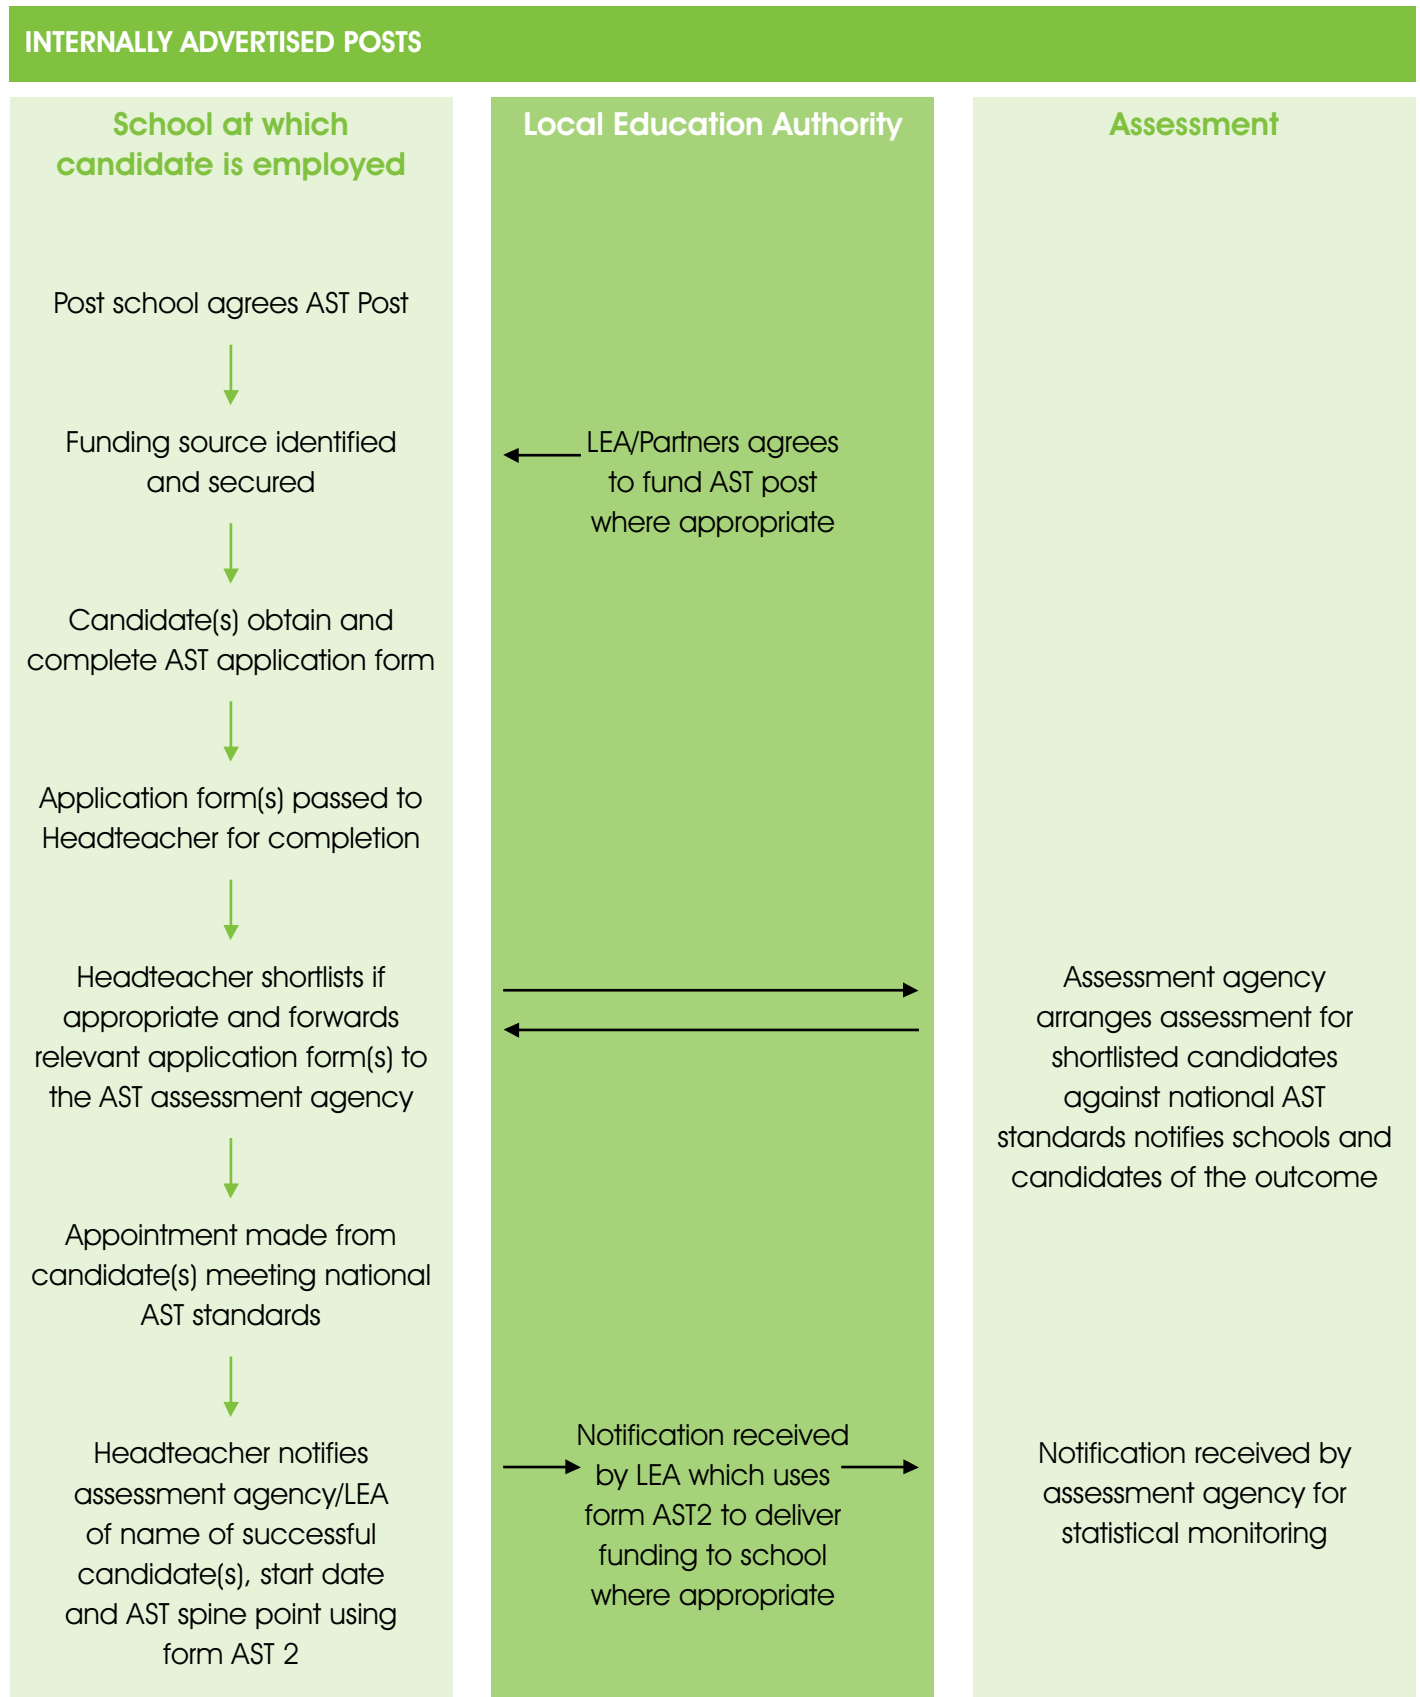 INTERNALLY ADVERTISED POSTS
School at which
candidate is employed
Post school agrees AST Post
Funding source identified
and secured
Candidate(s) obtain and
complete AST application form
Application form(s) passed to
Headteacher for completion
Headteacher shortlists if
appropriate and forwards
relevant application form(s) to
the AST assessment agency
Appointment made from
candidate(s) meeting national
AST standards
Headteacher notifies
assessment agency/LEA
of name of successful
candidate(s), start date
and AST spine point using
form AST 2
Local Education Authority
LEA/Partners agrees
to fund AST post
where appropriate
Notification received
by LEA which uses
form AST2 to deliver
funding to school
where appropriate
Assessment
Assessment agency
arranges assessment for
shortlisted candidates
against national AST
standards notifies schools and
candidates of the outcome
Notification received by
assessment agency for
statistical monitoring